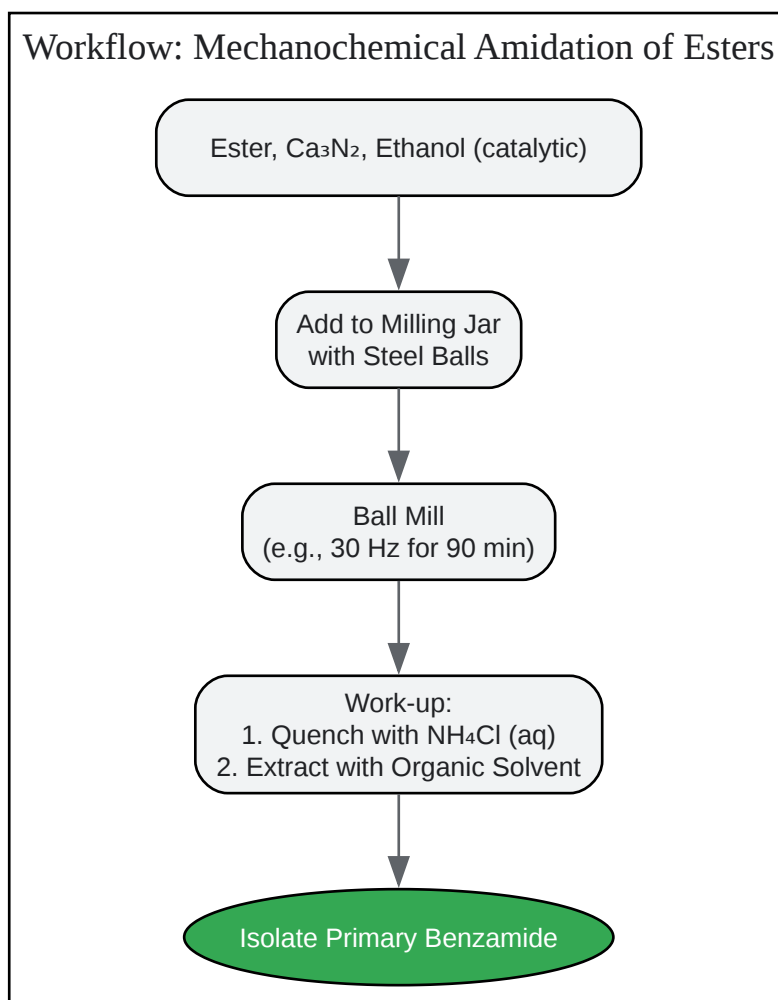 Workflow: Mechanochemical Amidation of Esters
Ester, Ca₃N₂, Ethanol (catalytic)
Add to Milling Jar
with Steel Balls
Ball Mill
(e.g., 30 Hz for 90 min)
Work-up:
1. Quench with NH₄Cl (aq)
2. Extract with Organic Solvent
Isolate Primary Benzamide